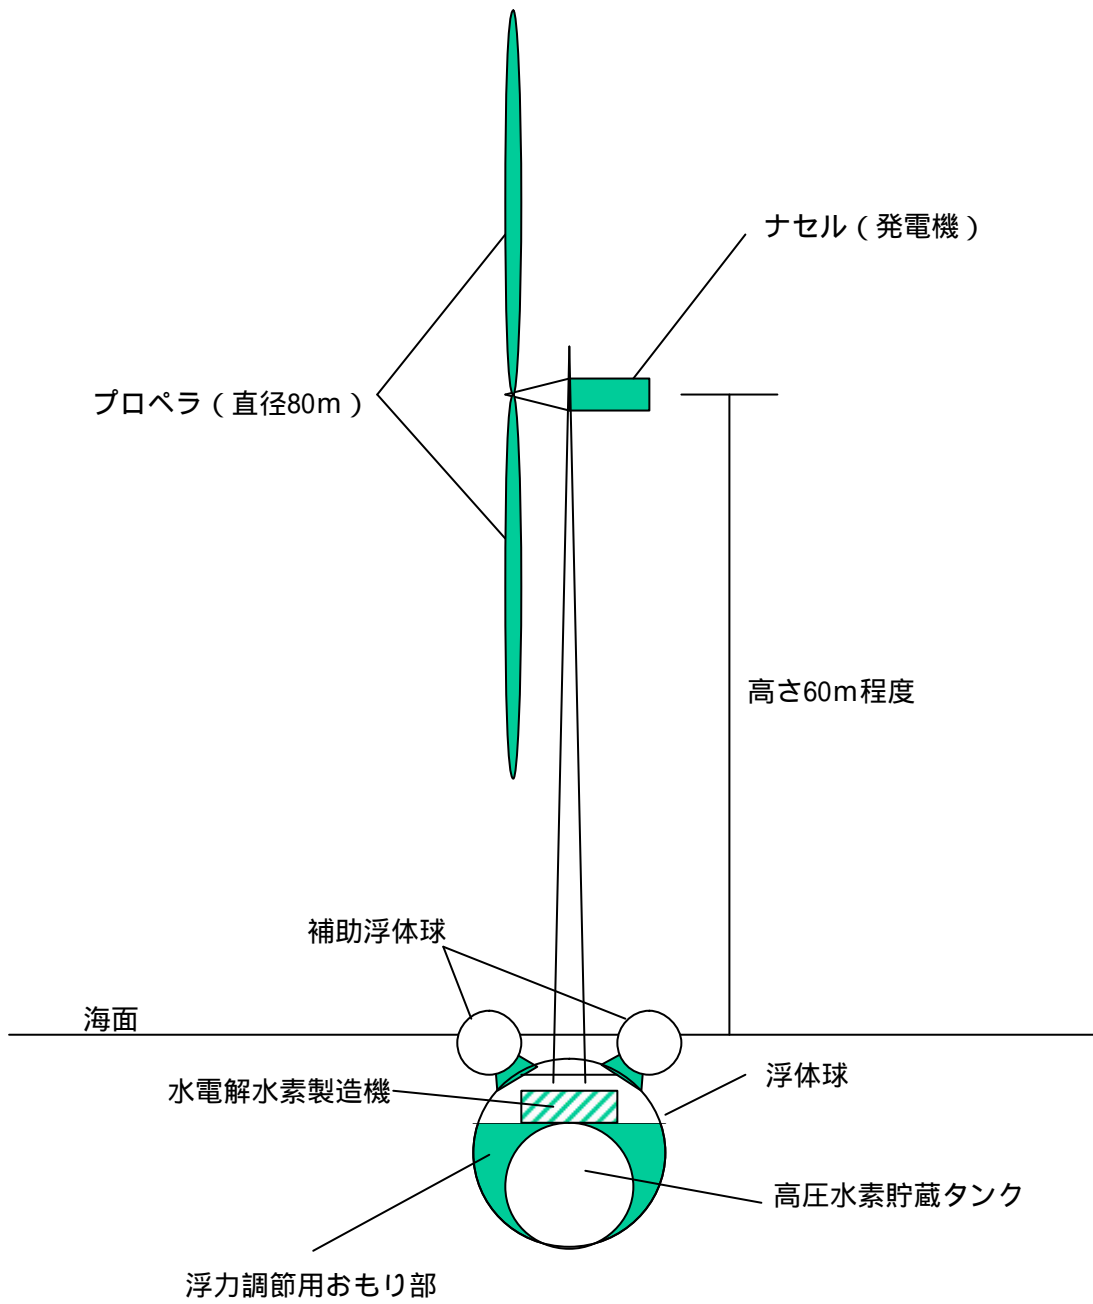 ナセル（発電機）
プロペラ（直径80m）
高さ60m程度
補助浮体球
海面
浮体球
水電解水素製造機
高圧水素貯蔵タンク
浮力調節用おもり部